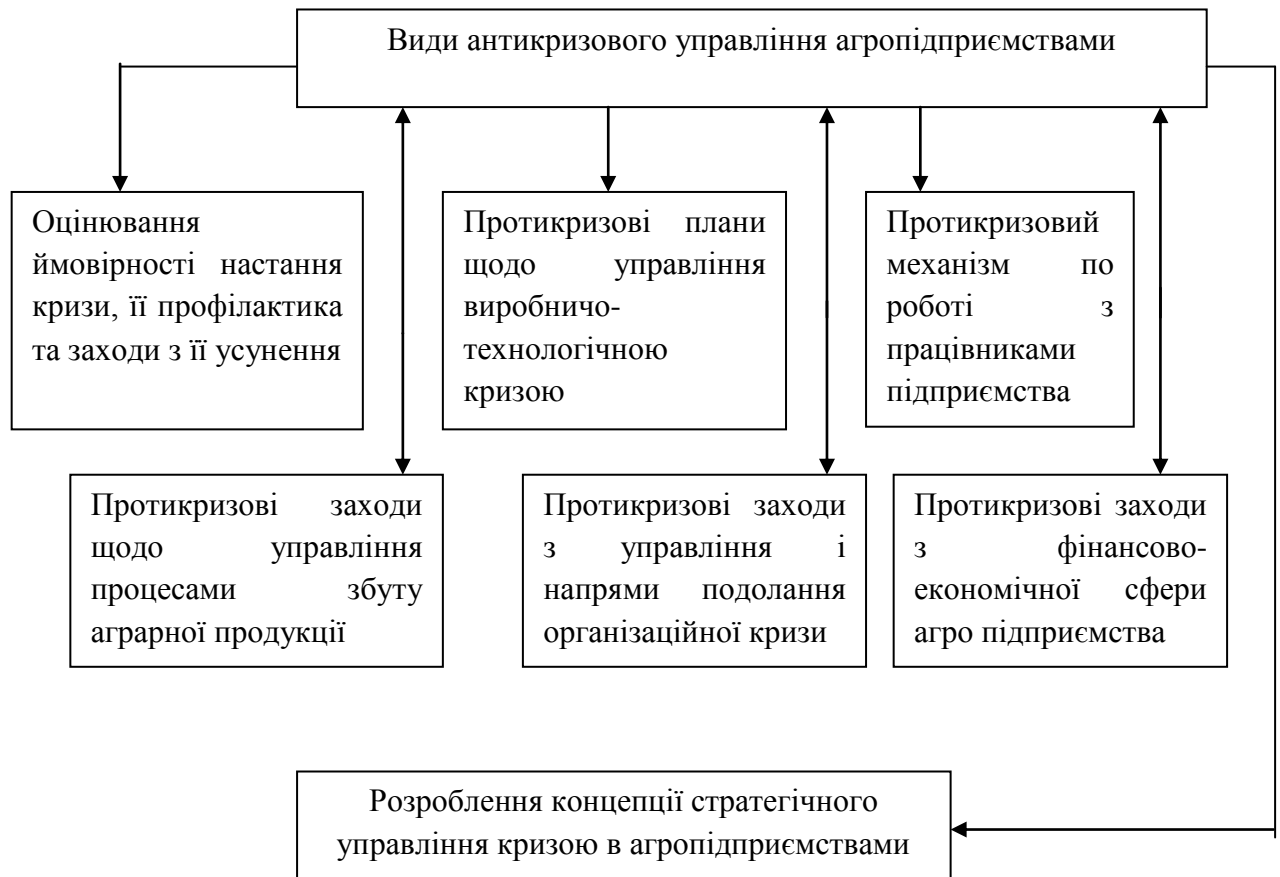 Види антикризового управління агропідприємствами
Оцінювання
ймовірності настання
кризи, її профілактика
та заходи з її усунення
Протикризові плани
щодо управління
виробничо-
технологічною
кризою
Протикризовий
механізм по
роботі з
працівниками
підприємства
Протикризові заходи
щодо управління
процесами збуту
аграрної продукції
Протикризові заходи
з управління і
напрями подолання
організаційної кризи
Протикризові заходи
з фінансово-
економічної сфери
агро підприємства
Розроблення концепції стратегічного
управління кризою в агропідприємствами